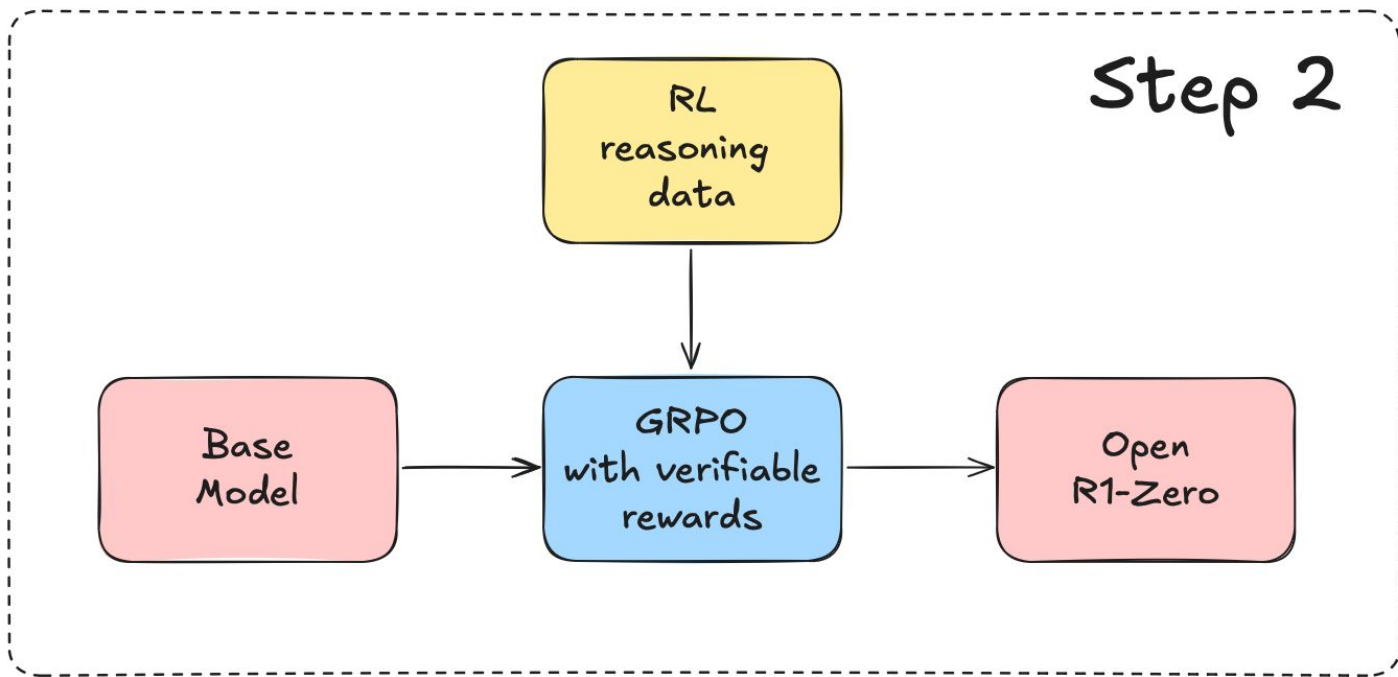 Step 2
RL
reasoning
data
Base
Model
GRPO
with verifiable
rewards
Open
R1-Zero